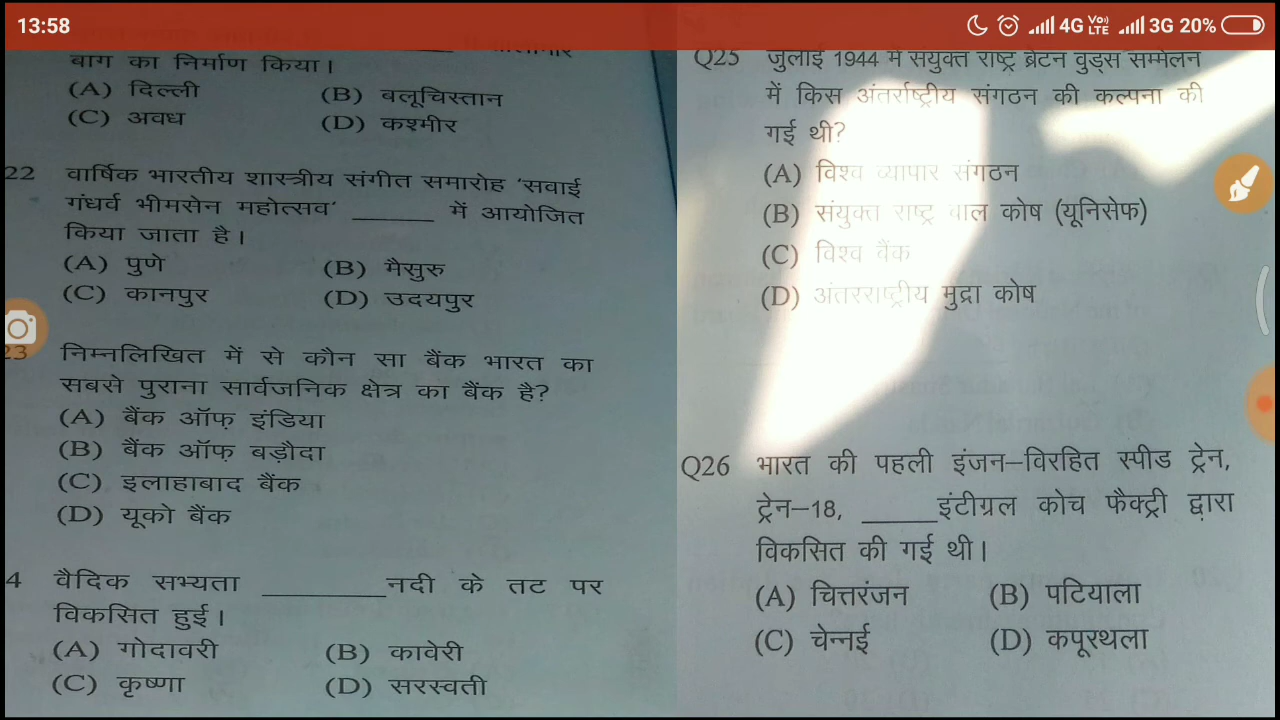 13:58
4G VoLTE 3G 20%
बाग का निर्माण किया।
(A) दिल्ली (B) बलूचिस्तान
(C) अवध (D) कश्मीर
22 वार्षिक भारतीय शास्त्रीय संगीत समारोह 'सवाई
गंधर्व भीमसेन महोत्सव' ______ में आयोजित
किया जाता है।
(A) पुणे (B) मैसुरु
(C) कानपुर (D) उदयपुर
23 निम्नलिखित में से कौन सा बैंक भारत का
सबसे पुराना सार्वजनिक क्षेत्र का बैंक है?
(A) बैंक ऑफ़ इंडिया
(B) बैंक ऑफ़ बड़ौदा
(C) इलाहाबाद बैंक
(D) यूको बैंक
4 वैदिक सभ्यता _________ नदी के तट पर
विकसित हुई।
(A) गोदावरी (B) कावेरी
(C) कृष्णा (D) सरस्वती
Q25 जुलाई 1944 में संयुक्त राष्ट्र ब्रेटन वुड्स सम्मेलन
में किस अंतर्राष्ट्रीय संगठन की कल्पना की
गई थी?
(A) विश्व व्यापार संगठन
(B) संयुक्त राष्ट्र बाल कोष (यूनिसेफ)
(C) विश्व बैंक
(D) अंतरराष्ट्रीय मुद्रा कोष
Q26 भारत की पहली इंजन-विरहित स्पीड ट्रेन,
ट्रेन-18, _____ इंटीग्रल कोच फैक्ट्री द्वारा
विकसित की गई थी।
(A) चित्तरंजन (B) पटियाला
(C) चेन्नई (D) कपूरथला